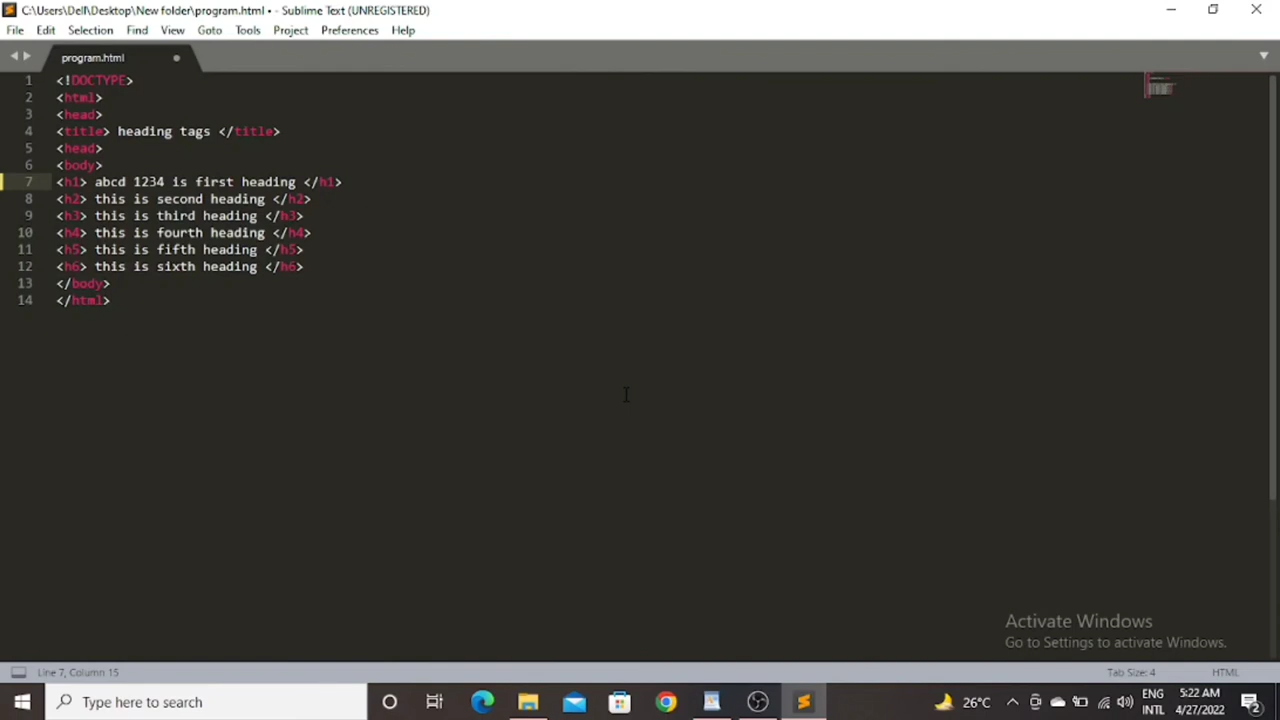 C:\Users\Dell\Desktop\New folder\program.html • - Sublime Text (UNREGISTERED)
File Edit Selection Find View Goto Tools Project Preferences Help
program.html
1 <!DOCTYPE>
2 <html>
3 <head>
4 <title> heading tags </title>
5 <head>
6 <body>
7 <h1> abcd 1234 is first heading </h1>
8 <h2> this is second heading </h2>
9 <h3> this is third heading </h3>
10 <h4> this is fourth heading </h4>
11 <h5> this is fifth heading </h5>
12 <h6> this is sixth heading </h6>
13 </body>
14 </html>
Activate Windows
Go to Settings to activate Windows.
Line 7, Column 15 Tab Size: 4 HTML
Type here to search 26°C ENG 5:22 AM
INTL 4/27/2022 2